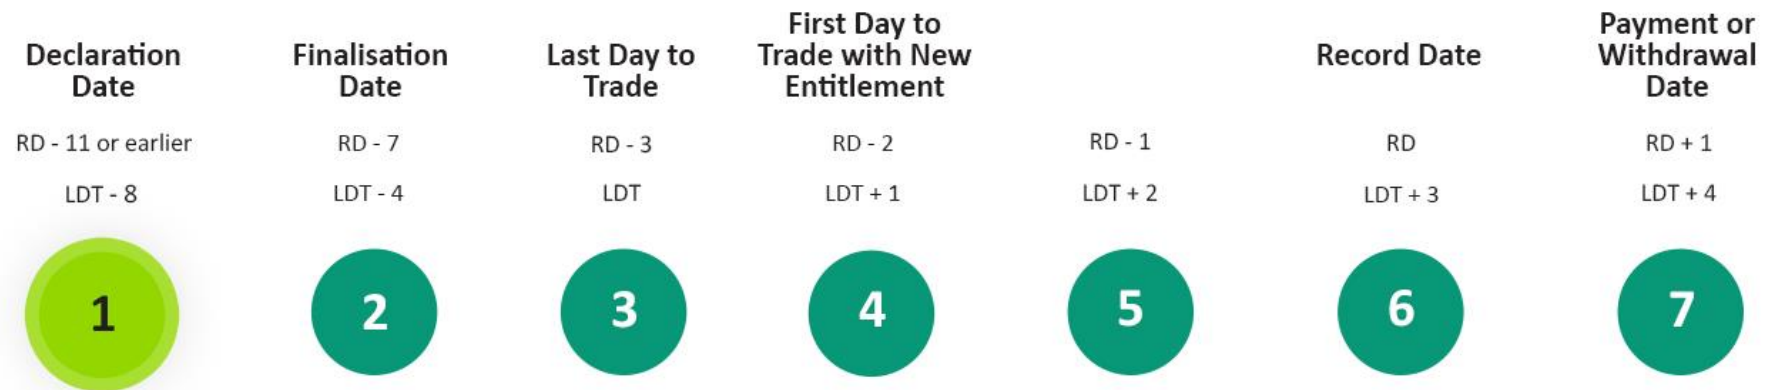 Declaration
Date
RD - 11 or earlier
LDT - 8
1
Finalisation
Date
RD - 7
LDT - 4
2
Last Day to
Trade
RD - 3
LDT
3
First Day to
Trade with New
Entitlement
RD - 2
LDT + 1
4
RD - 1
LDT + 2
5
Record Date
RD
LDT + 3
6
Payment or
Withdrawal
Date
RD + 1
LDT + 4
7